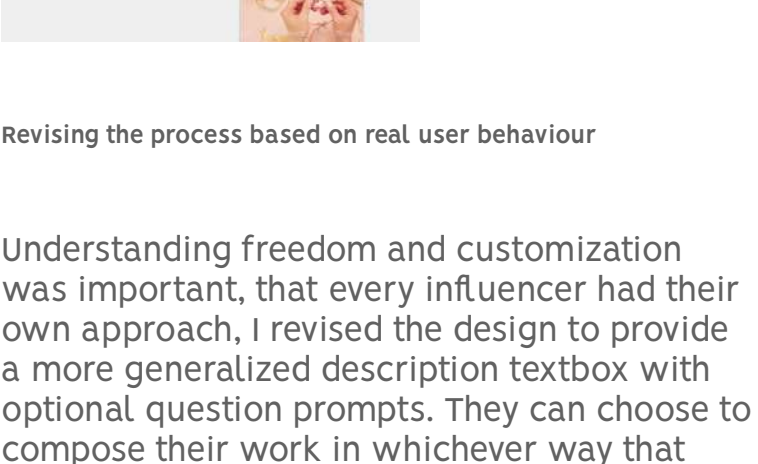 Revising the process based on real user behaviour
Understanding freedom and customization
was important, that every influencer had their
own approach, I revised the design to provide
a more generalized description textbox with
optional question prompts. They can choose to
compose their work in whichever way that